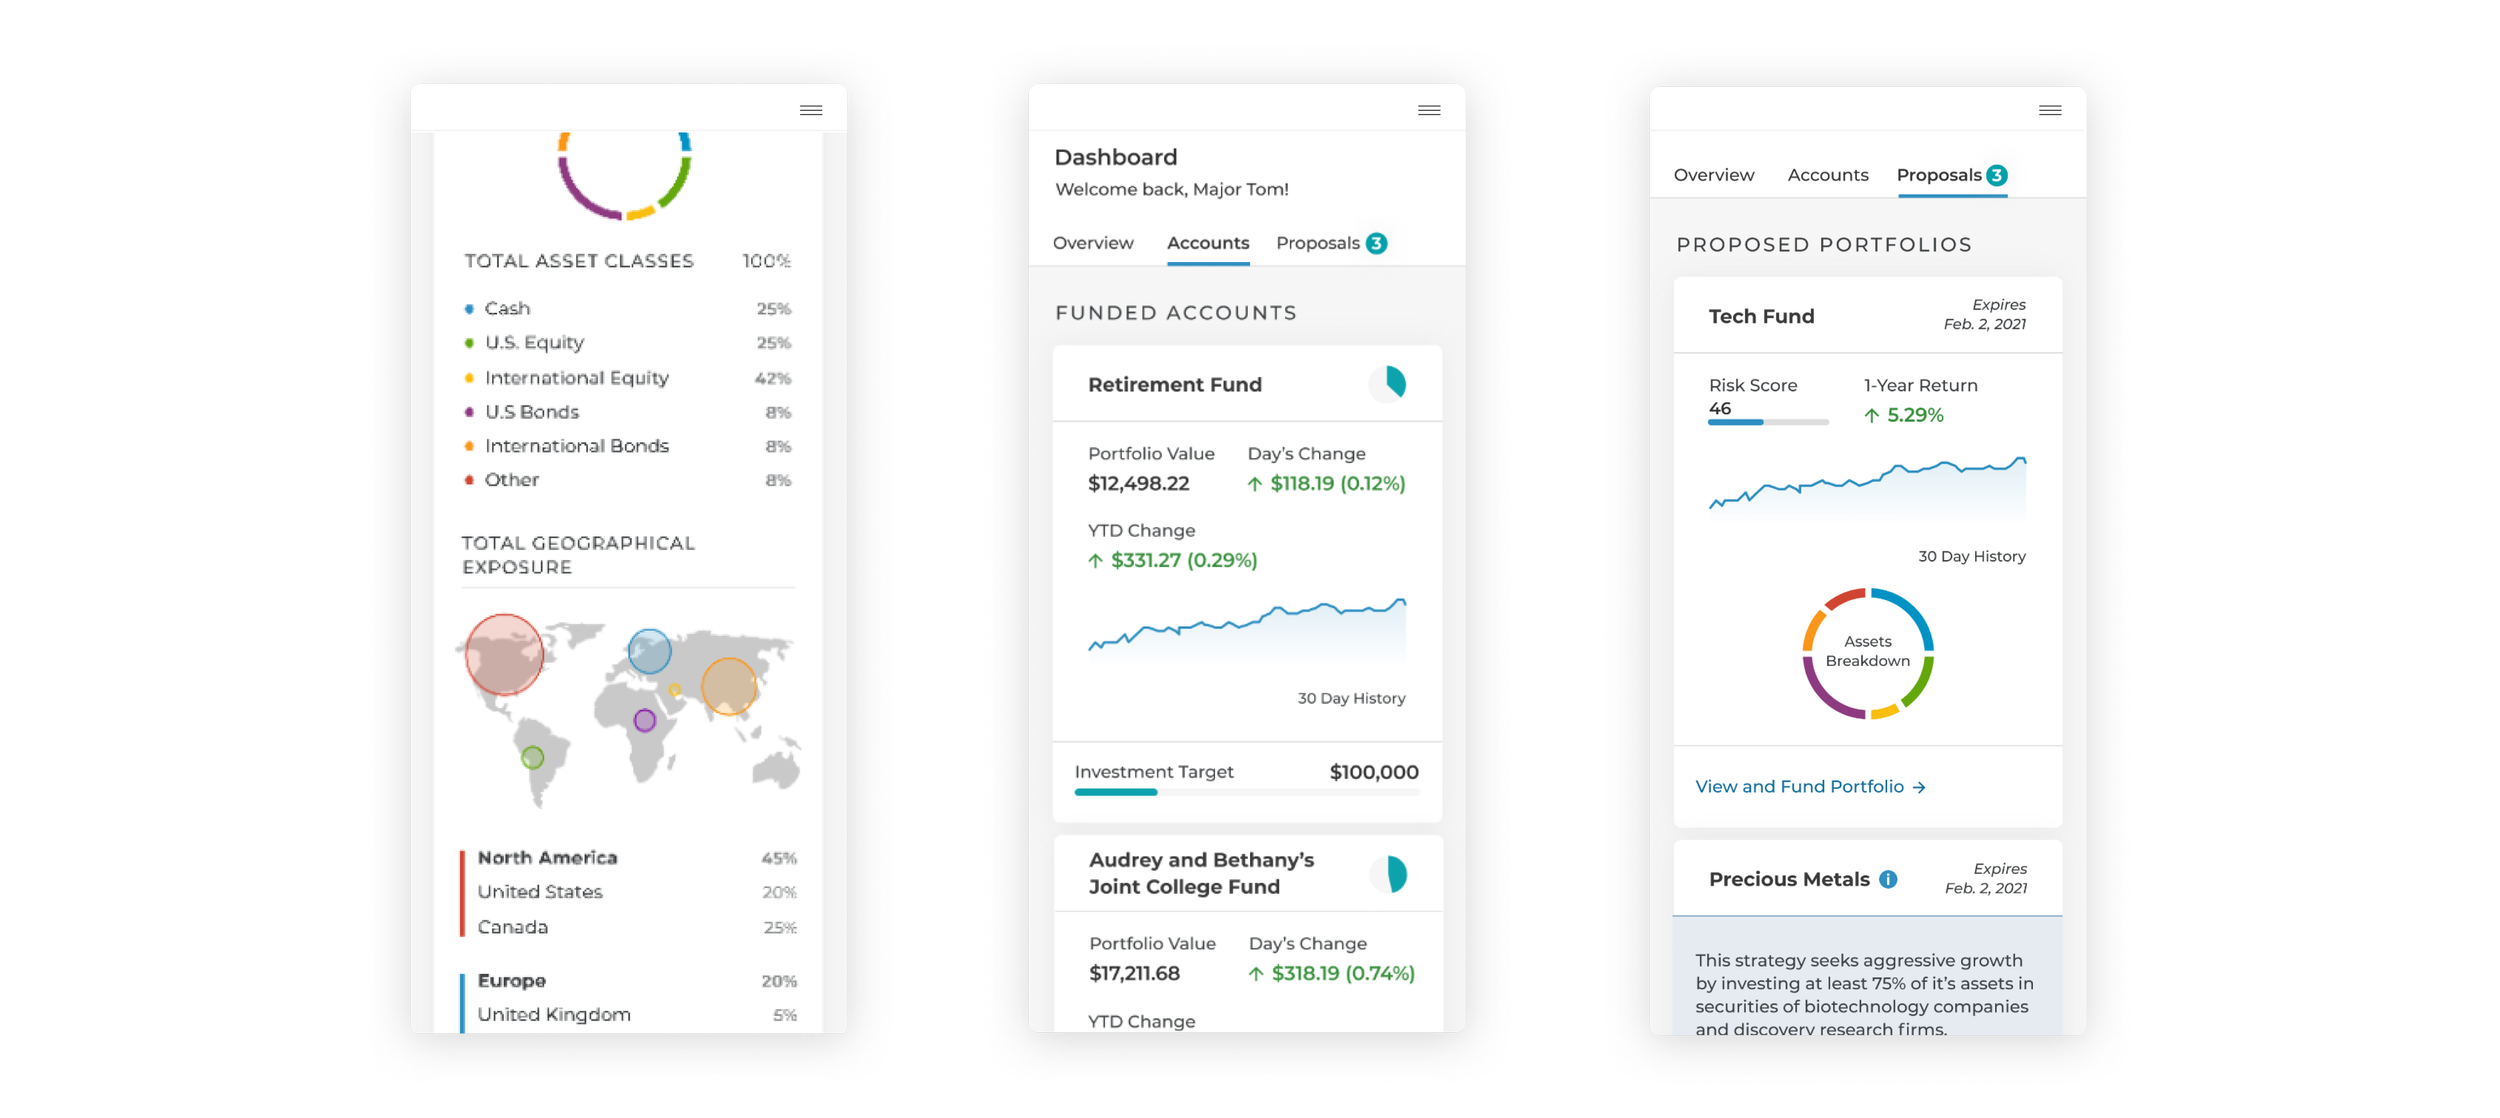 TOTAL ASSET CLASSES 100%
Cash 25%
U.S. Equity 25%
International Equity 42%
U.S Bonds 8%
International Bonds 8%
Other 8%
TOTAL GEOGRAPHICAL
EXPOSURE
North America 45%
United States 20%
Canada 25%
Europe 20%
United Kingdom 5%
Dashboard
Welcome back, Major Tom!
Overview Accounts Proposals 3
FUNDED ACCOUNTS
Retirement Fund
Portfolio Value Day's Change
$12,498.22 ↑ $118.19 (0.12%)
YTD Change
↑ $331.27 (0.29%)
30 Day History
Investment Target $100,000
Audrey and Bethany's
Joint College Fund
Portfolio Value Day's Change
$17,211.68 ↑ $318.19 (0.74%)
YTD Change
Overview Accounts Proposals 3
PROPOSED PORTFOLIOS
Tech Fund Expires
Feb. 2, 2021
Risk Score 1-Year Return
46 ↑ 5.29%
30 Day History
Assets
Breakdown
View and Fund Portfolio →
Precious Metals i Expires
Feb. 2, 2021
This strategy seeks aggressive growth
by investing at least 75% of it's assets in
securities of biotechnology companies
and discovery research firms.